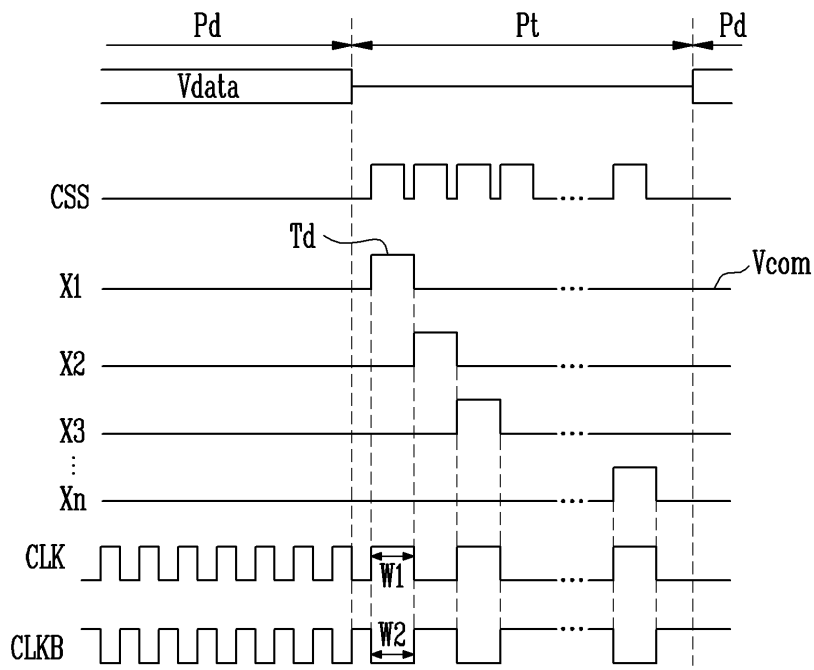 Pd Pt Pd
Vdata
CSS
Td
X1 Vcom
X2
X3
Xn
CLK W1
CLKB W2